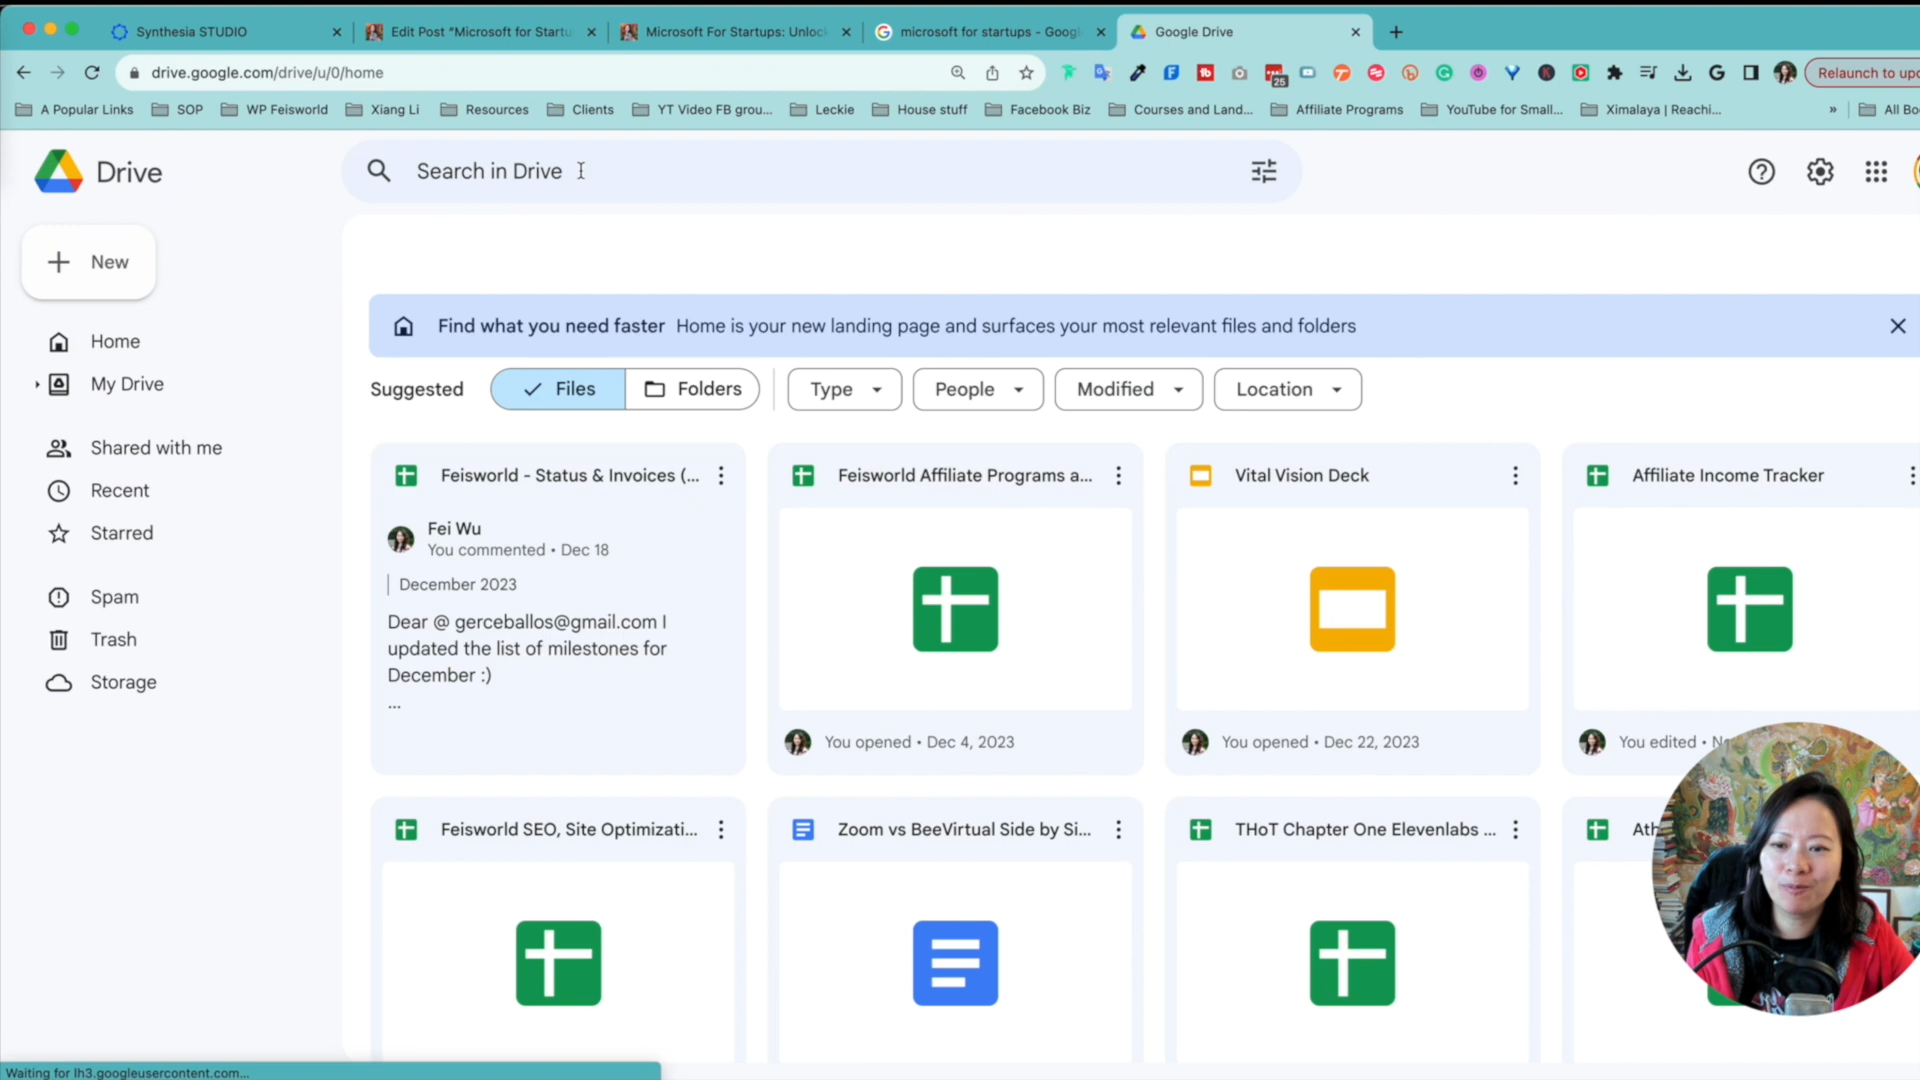 Synthesia STUDIO
Edit Post "Microsoft for Startu
Microsoft For Startups: Unloc
microsoft for startups - Goog
Google Drive
drive.google.com/drive/u/0/home
25
Relaunch to upd
A Popular Links
SOP
WP Feisworld
Xiang Li
Resources
Clients
YT Video FB grou...
Leckie
House stuff
Facebook Biz
Courses and Land...
Affiliate Programs
YouTube for Small...
Ximalaya | Reachi...
»
All Bo
Drive
Search in Drive
New
Find what you need faster Home is your new landing page and surfaces your most relevant files and folders
Home
My Drive
Shared with me
Recent
Starred
Spam
Trash
Storage
Suggested
Files
Folders
Type
People
Modified
Location
Feisworld - Status & Invoices (...
Fei Wu
You commented • Dec 18
December 2023
Dear @ gerceballos@gmail.com I
updated the list of milestones for
December :)
...
Feisworld Affiliate Programs a...
You opened • Dec 4, 2023
Vital Vision Deck
You opened • Dec 22, 2023
Affiliate Income Tracker
You edited •
Feisworld SEO, Site Optimizati...
Zoom vs BeeVirtual Side by Si...
THoT Chapter One Elevenlabs ...
Waiting for lh3.googleusercontent.com...